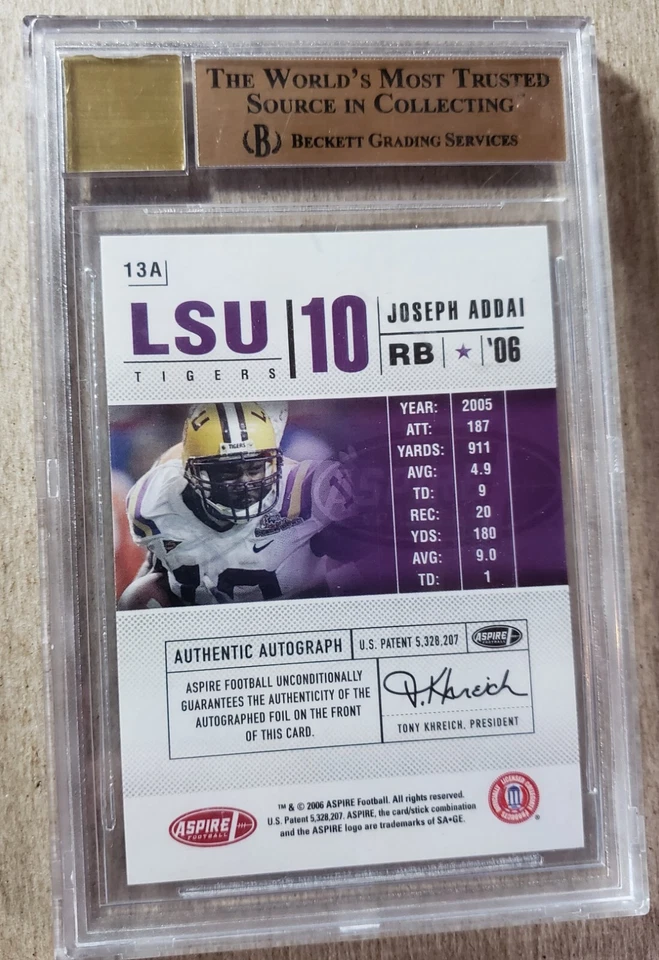 THE WORLD'S MOST TRUSTED
SOURCE IN COLLECTING
(B) BECKETT GRADING SERVICES
13A
LSU
TIGERS
10
JOSEPH ADDAI
RB ★ '06
TIGERS
YEAR: 2005
ATT: 187
YARDS: 911
AVG: 4.9
TD: 9
REC: 20
YDS: 180
AVG: 9.0
TD: 1
AUTHENTIC AUTOGRAPH
U.S. PATENT 5,328,207
ASPIRE
FOOTBALL
ASPIRE FOOTBALL UNCONDITIONALLY
GUARANTEES THE AUTHENTICITY OF THE
AUTOGRAPHED FOIL ON THE FRONT
OF THIS CARD.
T.Khreich
TONY KHREICH, PRESIDENT
ASPIRE
FOOTBALL
™ & © 2006 ASPIRE Football. All rights reserved.
U.S. Patent 5,328,207. ASPIRE, the card/stick combination
and the ASPIRE logo are trademarks of SA•GE.
®